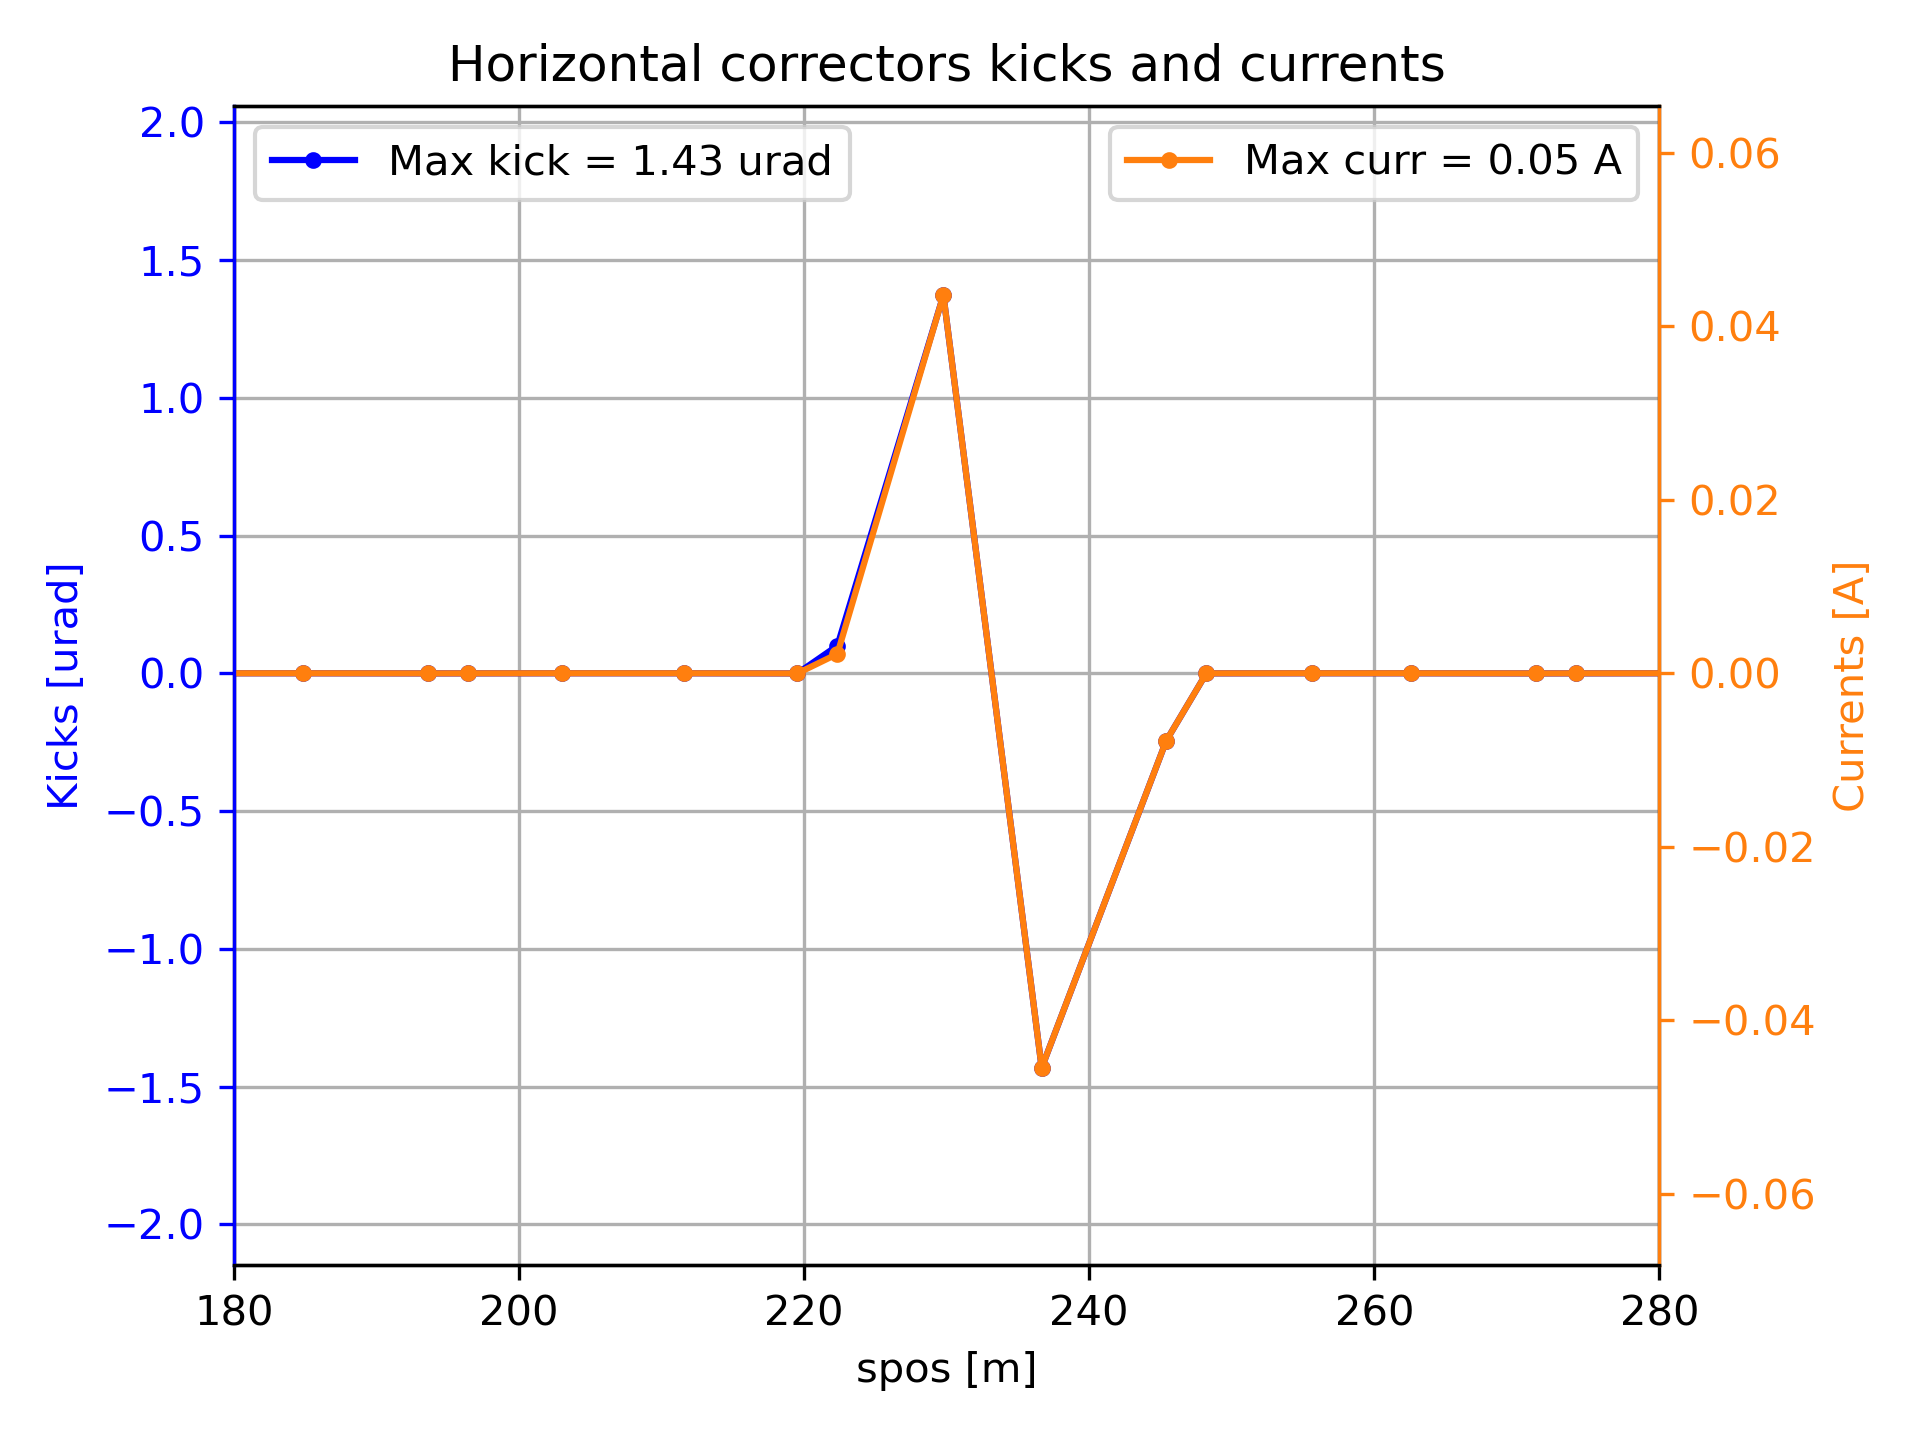 Horizontal correctors kicks and currents
Max kick = 1.43 urad
Max curr = 0.05 A
Kicks [urad]
2.0
1.5
1.0
0.5
0.0
−0.5
−1.0
−1.5
−2.0
0.06
0.04
0.02
0.00
−0.02
−0.04
−0.06
Currents [A]
180 200 220 240 260 280
spos [m]